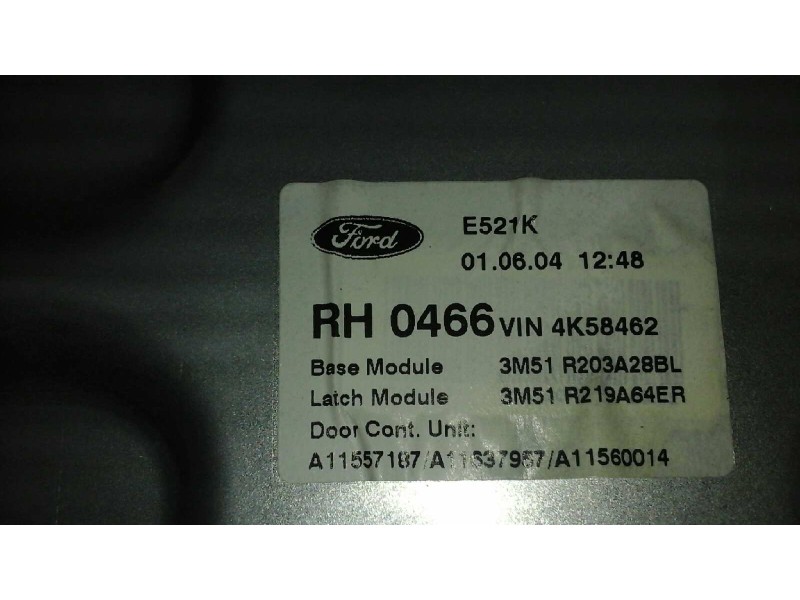 Ford
E521K
01.06.04 12:48
RH 0466 VIN 4K58462
Base Module 3M51 R203A28BL
Latch Module 3M51 R219A64ER
Door Cont. Unit:
A11557187/A11637967/A11560014